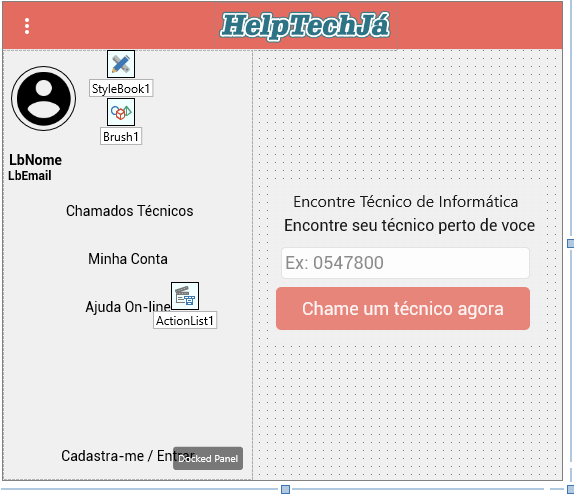 HelpTechJá
StyleBook1
Brush1
LbNome
LbEmail
Chamados Técnicos
Minha Conta
Ajuda On-line
ActionList1
Cadastra-me / Entrar
Docked Panel
Encontre Técnico de Informática
Encontre seu técnico perto de voce
Ex: 0547800
Chame um técnico agora